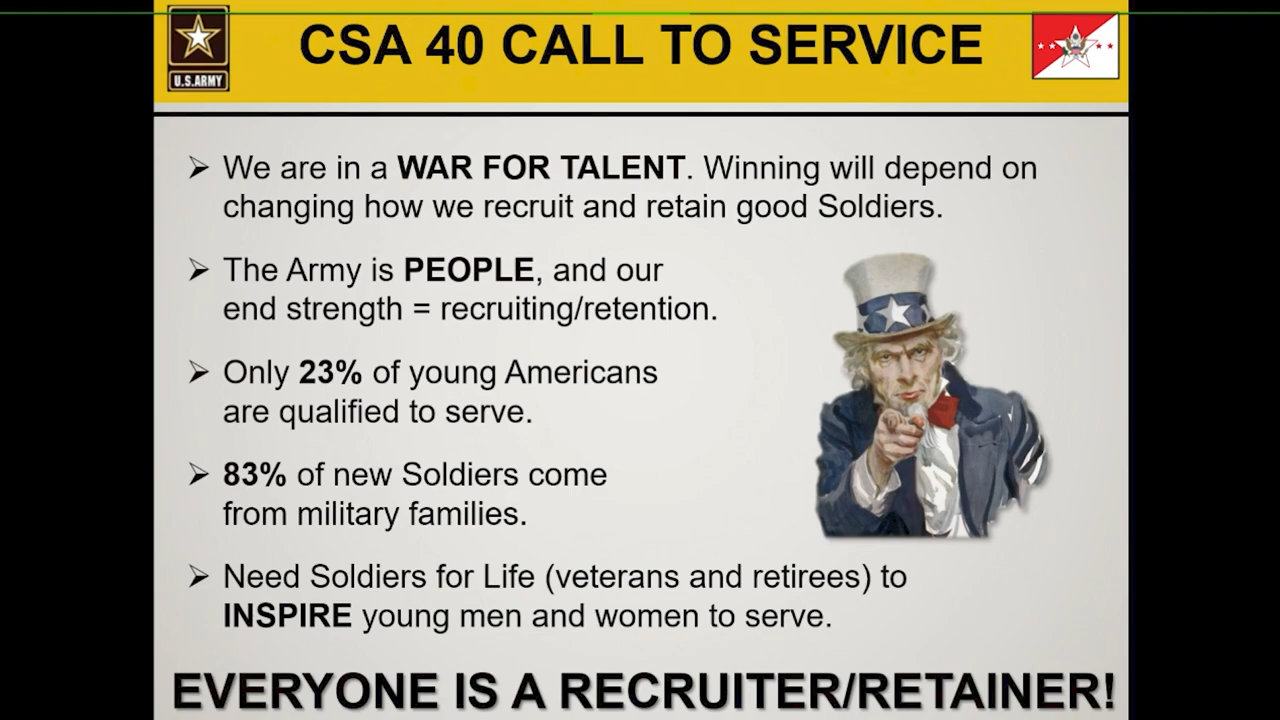 CSA 40 CALL TO SERVICE
U.S.ARMY
➢ We are in a WAR FOR TALENT. Winning will depend on
changing how we recruit and retain good Soldiers.
➢ The Army is PEOPLE, and our
end strength = recruiting/retention.
➢ Only 23% of young Americans
are qualified to serve.
➢ 83% of new Soldiers come
from military families.
➢ Need Soldiers for Life (veterans and retirees) to
INSPIRE young men and women to serve.
EVERYONE IS A RECRUITER/RETAINER!